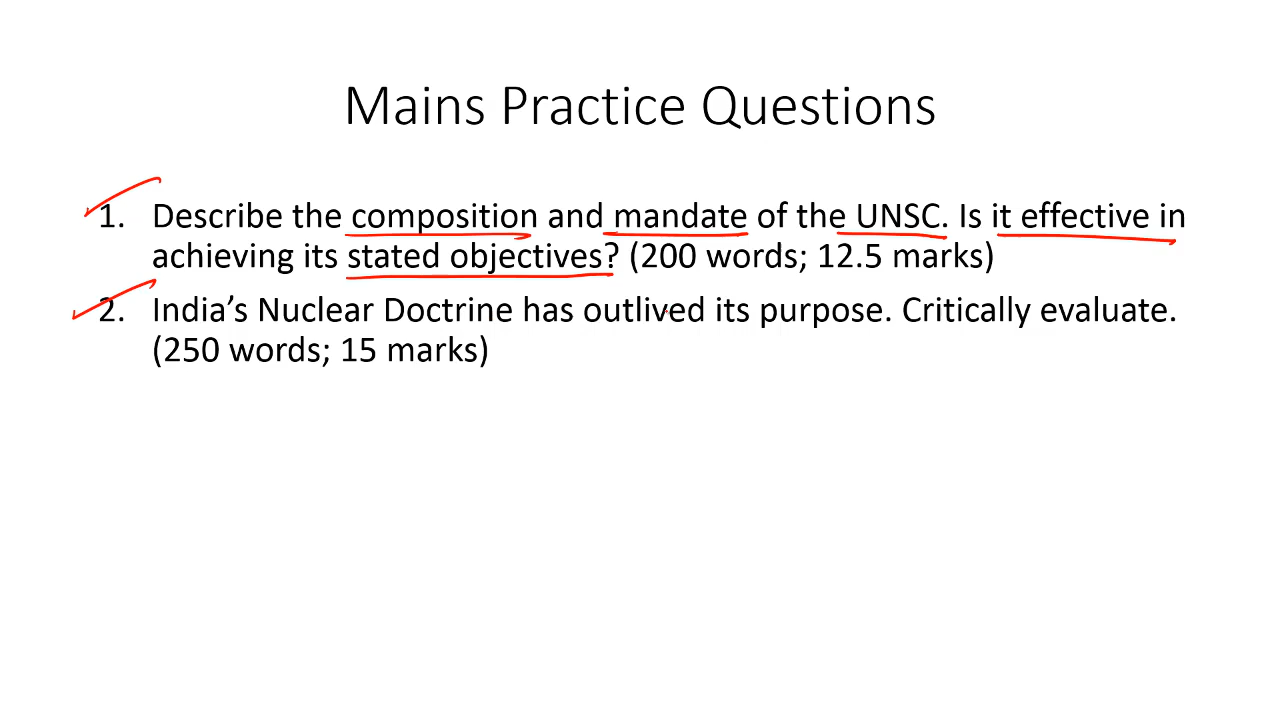 Mains Practice Questions
1. Describe the composition and mandate of the UNSC. Is it effective in
achieving its stated objectives? (200 words; 12.5 marks)
2. India’s Nuclear Doctrine has outlived its purpose. Critically evaluate.
(250 words; 15 marks)